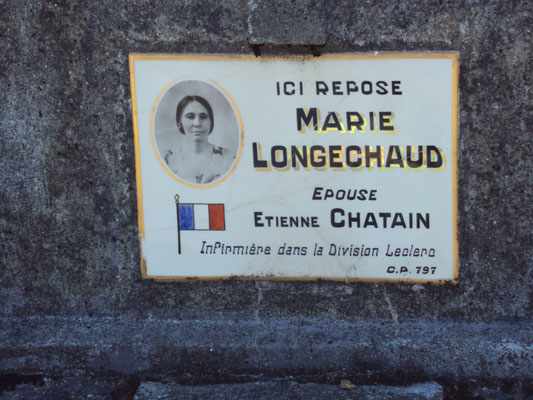 ICI REPOSE
MARIE
LONGECHAUD
EPOUSE
ETIENNE CHATAIN
Infirmière dans la Division Leclerc
C.P. 797